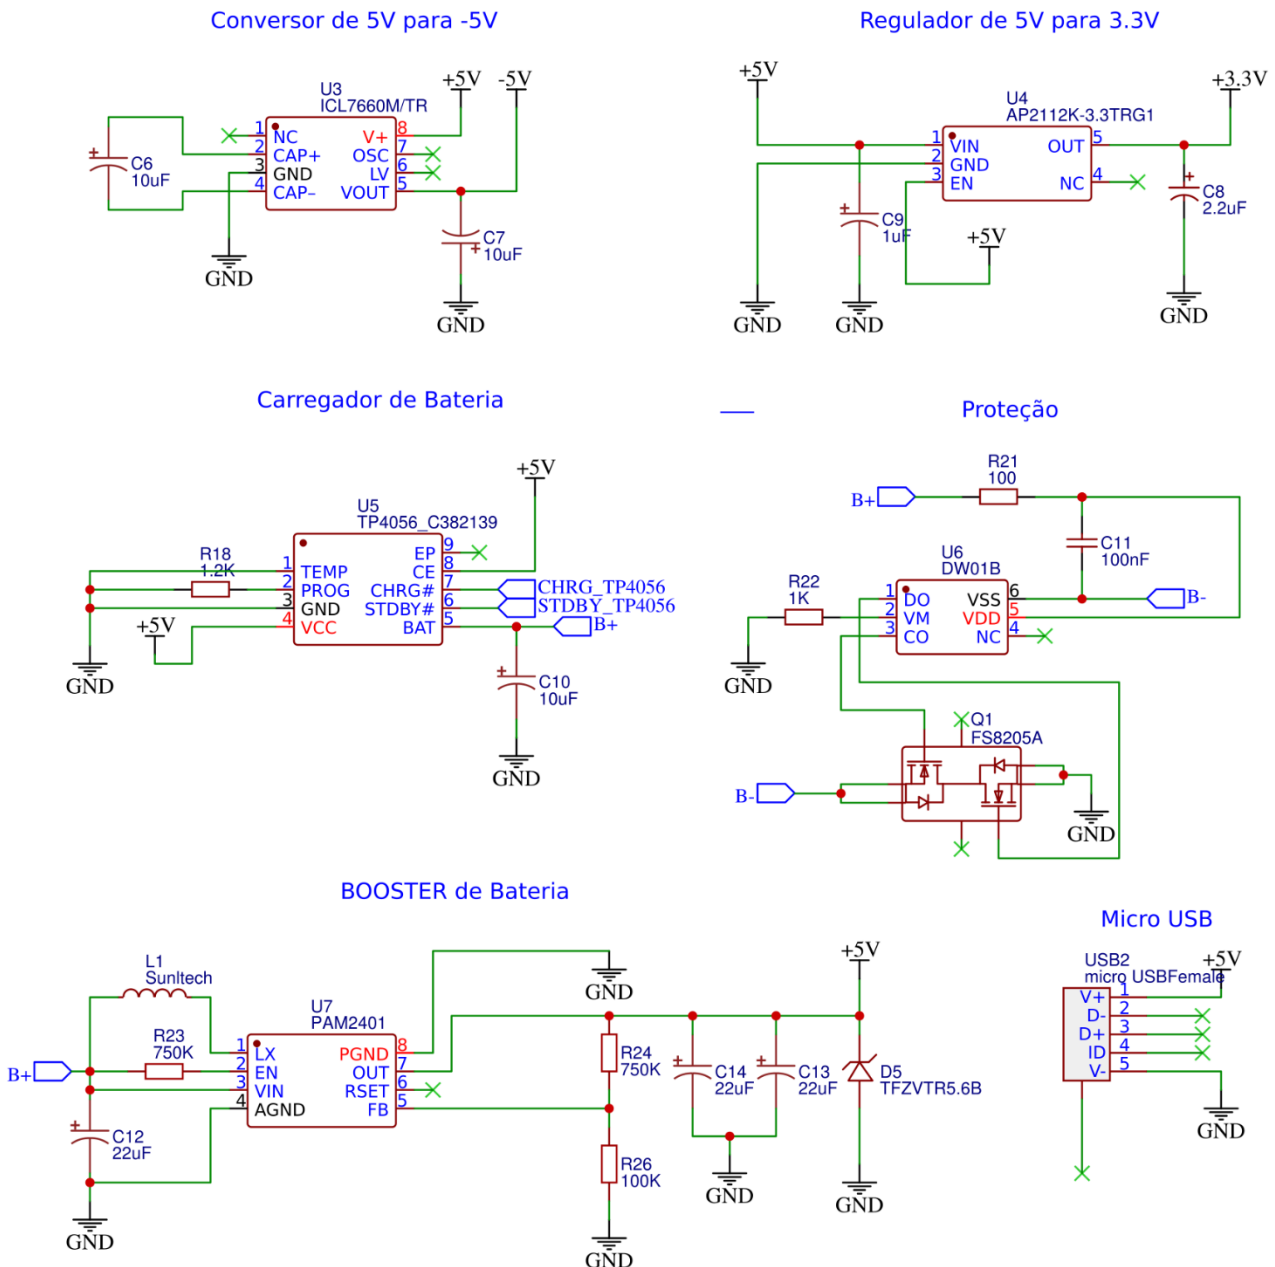 Conversor de 5V para -5V
U3
ICL7660M/TR
+5V
-5V
C6
10uF
1 NC
2 CAP+
3 GND
4 CAP-
V+ 8
OSC 7
LV 6
VOUT 5
C7
10uF
GND
GND
Regulador de 5V para 3.3V
+5V
U4
AP2112K-3.3TRG1
+3.3V
1 VIN
2 GND
3 EN
OUT 5
NC 4
C9
1uF
+5V
C8
2.2uF
GND
GND
GND
Carregador de Bateria
+5V
U5
TP4056_C382139
R18
1.2K
1 TEMP
2 PROG
3 GND
4 VCC
EP 9
CE 8
CHRG# 7
STDBY# 6
BAT 5
CHRG_TP4056
STDBY_TP4056
B+
+5V
GND
C10
10uF
GND
Proteção
B+
R21
100
C11
100nF
U6
DW01B
R22
1K
1 DO
2 VM
3 CO
VSS 6
VDD 5
NC 4
B-
GND
Q1
FS8205A
B-
GND
BOOSTER de Bateria
L1
Sunltech
U7
PAM2401
R23
750K
B+
1 LX
2 EN
3 VIN
4 AGND
PGND 8
OUT 7
RSET 6
FB 5
C12
22uF
GND
GND
R24
750K
R26
100K
GND
C14
22uF
C13
22uF
GND
+5V
D5
TFZVTR5.6B
GND
Micro USB
USB2
micro USBFemale
+5V
V+ 1
D- 2
D+ 3
ID 4
V- 5
GND